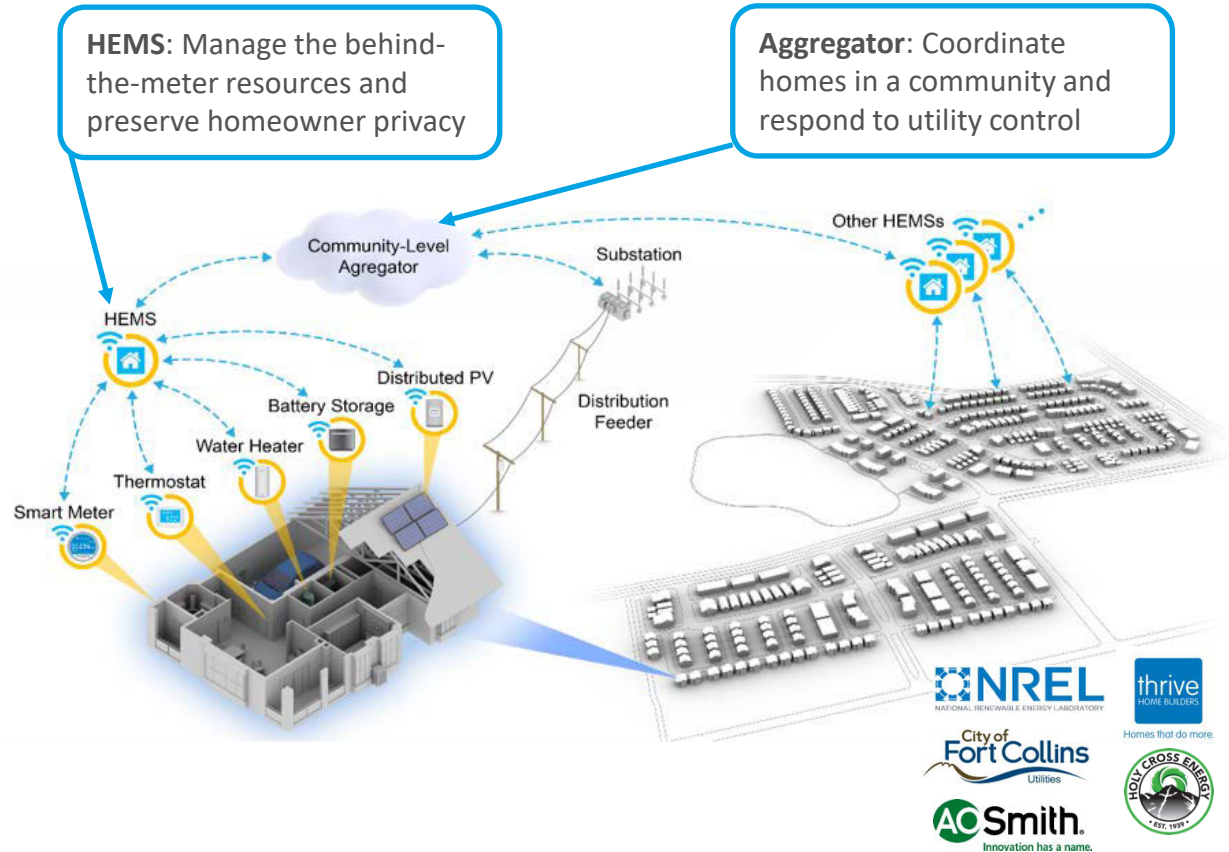 HEMS: Manage the behind-
the-meter resources and
preserve homeowner privacy
Aggregator: Coordinate
homes in a community and
respond to utility control
Community-Level
Agregator
Substation
Other HEMSs
HEMS
Distributed PV
Battery Storage
Distribution
Feeder
Water Heater
Thermostat
Smart Meter
NREL
NATIONAL RENEWABLE ENERGY LABORATORY
thrive
HOME BUILDERS
Homes that do more.
City of
Fort Collins
Utilities
HOLY CROSS ENERGY
• EST. 1939 •
AO Smith.
Innovation has a name.